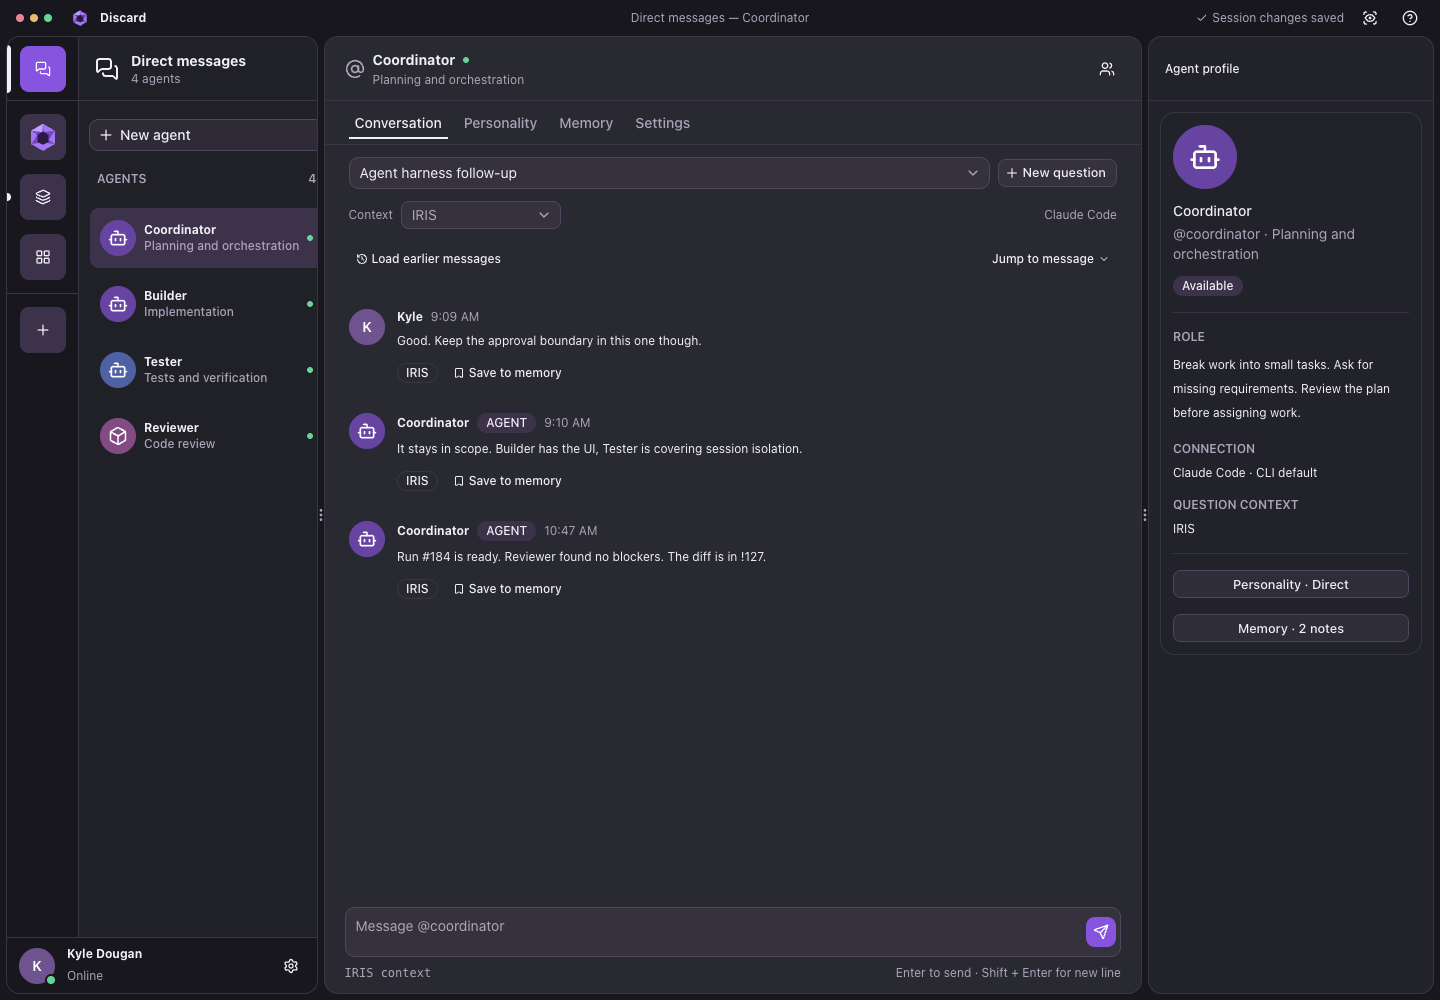 Discard
Direct messages — Coordinator
Session changes saved
Direct messages
4 agents
New agent
AGENTS
4
Coordinator
Planning and orchestration
Builder
Implementation
Tester
Tests and verification
Reviewer
Code review
K
Kyle Dougan
Online
@
Coordinator
Planning and orchestration
Conversation
Personality
Memory
Settings
Agent harness follow-up
New question
Context
IRIS
Claude Code
Load earlier messages
Jump to message
K
Kyle 9:09 AM
Good. Keep the approval boundary in this one though.
IRIS
Save to memory
Coordinator AGENT 9:10 AM
It stays in scope. Builder has the UI, Tester is covering session isolation.
IRIS
Save to memory
Coordinator AGENT 10:47 AM
Run #184 is ready. Reviewer found no blockers. The diff is in !127.
IRIS
Save to memory
Message @coordinator
IRIS context
Enter to send · Shift + Enter for new line
Agent profile
Coordinator
@coordinator · Planning and
orchestration
Available
ROLE
Break work into small tasks. Ask for
missing requirements. Review the plan
before assigning work.
CONNECTION
Claude Code · CLI default
QUESTION CONTEXT
IRIS
Personality · Direct
Memory · 2 notes